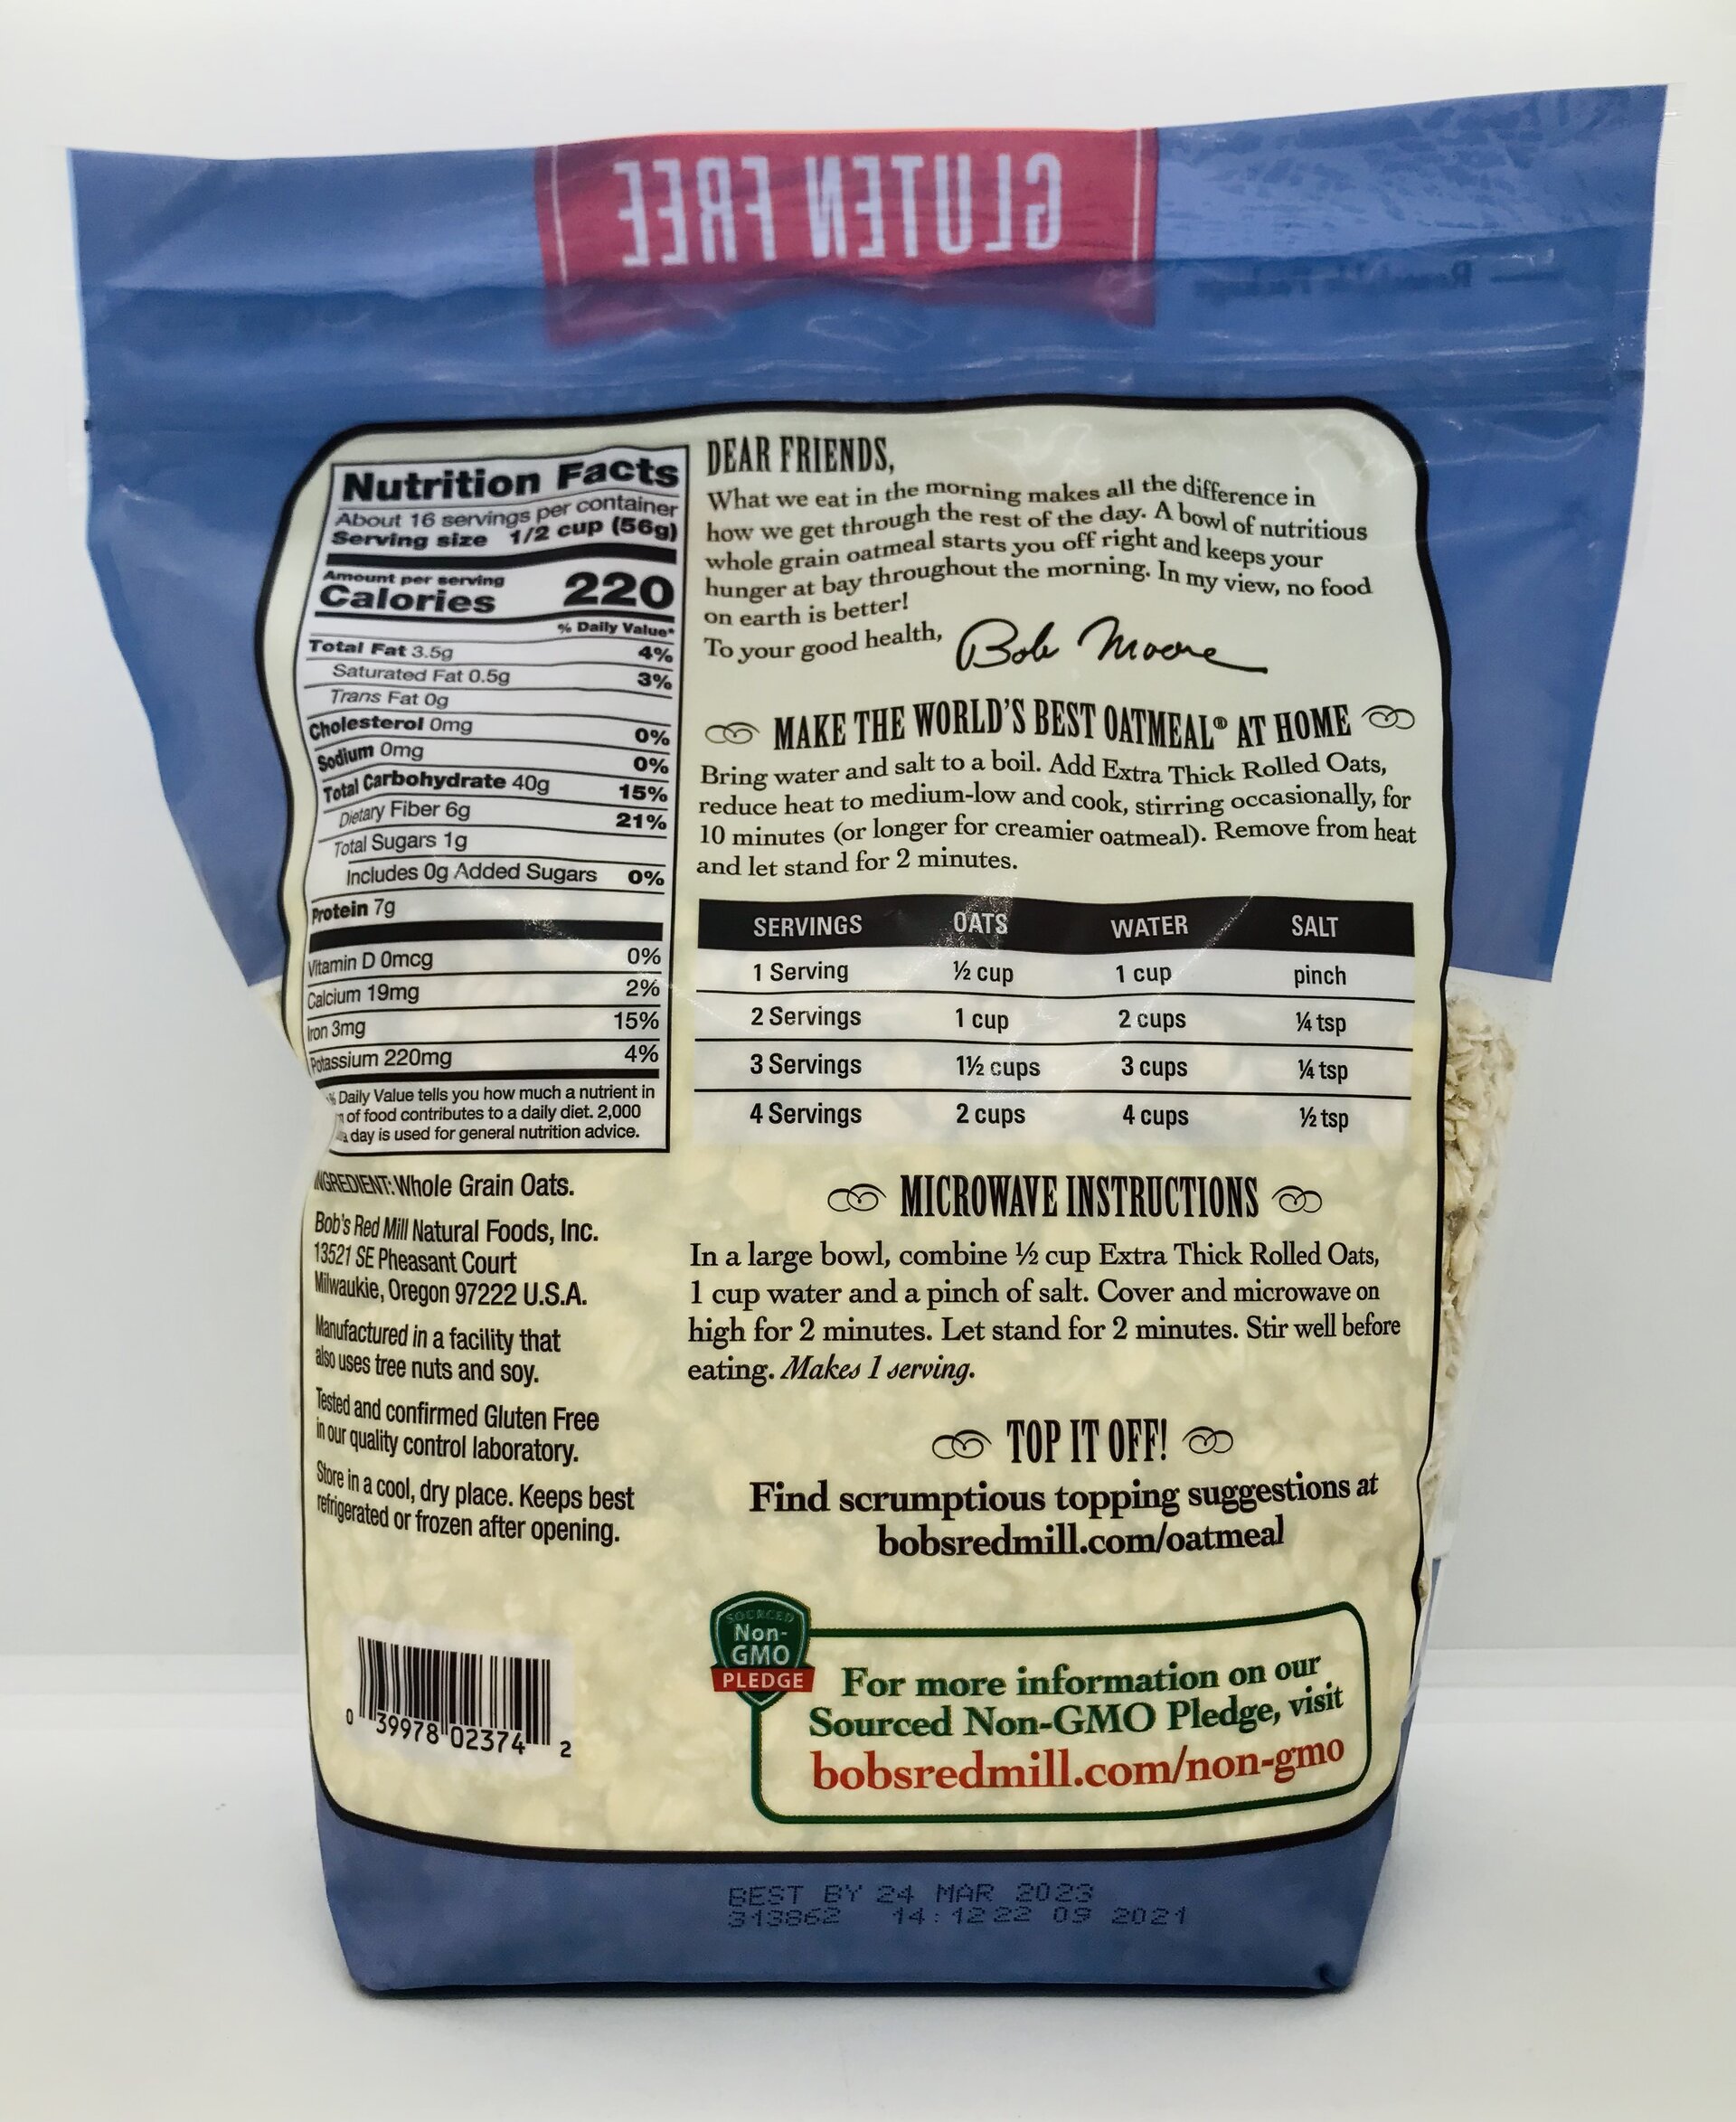 GLUTEN FREE
Nutrition Facts
About 16 servings per container
Serving size 1/2 cup (56g)
Amount per serving
Calories 220
% Daily Value*
Total Fat 3.5g 4%
Saturated Fat 0.5g 3%
Trans Fat 0g
Cholesterol 0mg 0%
Sodium 0mg 0%
Total Carbohydrate 40g 15%
Dietary Fiber 6g 21%
Total Sugars 1g
Includes 0g Added Sugars 0%
Protein 7g
Vitamin D 0mcg 0%
Calcium 19mg 2%
Iron 3mg 15%
Potassium 220mg 4%
% Daily Value tells you how much a nutrient in
of food contributes to a daily diet. 2,000
a day is used for general nutrition advice.
INGREDIENT: Whole Grain Oats.
Bob's Red Mill Natural Foods, Inc.
13521 SE Pheasant Court
Milwaukie, Oregon 97222 U.S.A.
Manufactured in a facility that
also uses tree nuts and soy.
Tested and confirmed Gluten Free
in our quality control laboratory.
Store in a cool, dry place. Keeps best
refrigerated or frozen after opening.
0 39978 02374 2
DEAR FRIENDS,
What we eat in the morning makes all the difference in
how we get through the rest of the day. A bowl of nutritious
whole grain oatmeal starts you off right and keeps your
hunger at bay throughout the morning. In my view, no food
on earth is better!
To your good health, Bob Moore
MAKE THE WORLD'S BEST OATMEAL® AT HOME
Bring water and salt to a boil. Add Extra Thick Rolled Oats,
reduce heat to medium-low and cook, stirring occasionally, for
10 minutes (or longer for creamier oatmeal). Remove from heat
and let stand for 2 minutes.
SERVINGS OATS WATER SALT
1 Serving ½ cup 1 cup pinch
2 Servings 1 cup 2 cups ¼ tsp
3 Servings 1½ cups 3 cups ¼ tsp
4 Servings 2 cups 4 cups ½ tsp
MICROWAVE INSTRUCTIONS
In a large bowl, combine ½ cup Extra Thick Rolled Oats,
1 cup water and a pinch of salt. Cover and microwave on
high for 2 minutes. Let stand for 2 minutes. Stir well before
eating. Makes 1 serving.
TOP IT OFF!
Find scrumptious topping suggestions at
bobsredmill.com/oatmeal
SOURCED
Non-
GMO
PLEDGE
For more information on our
Sourced Non-GMO Pledge, visit
bobsredmill.com/non-gmo
BEST BY 24 MAR 2023
313862 14:12 22 09 2021